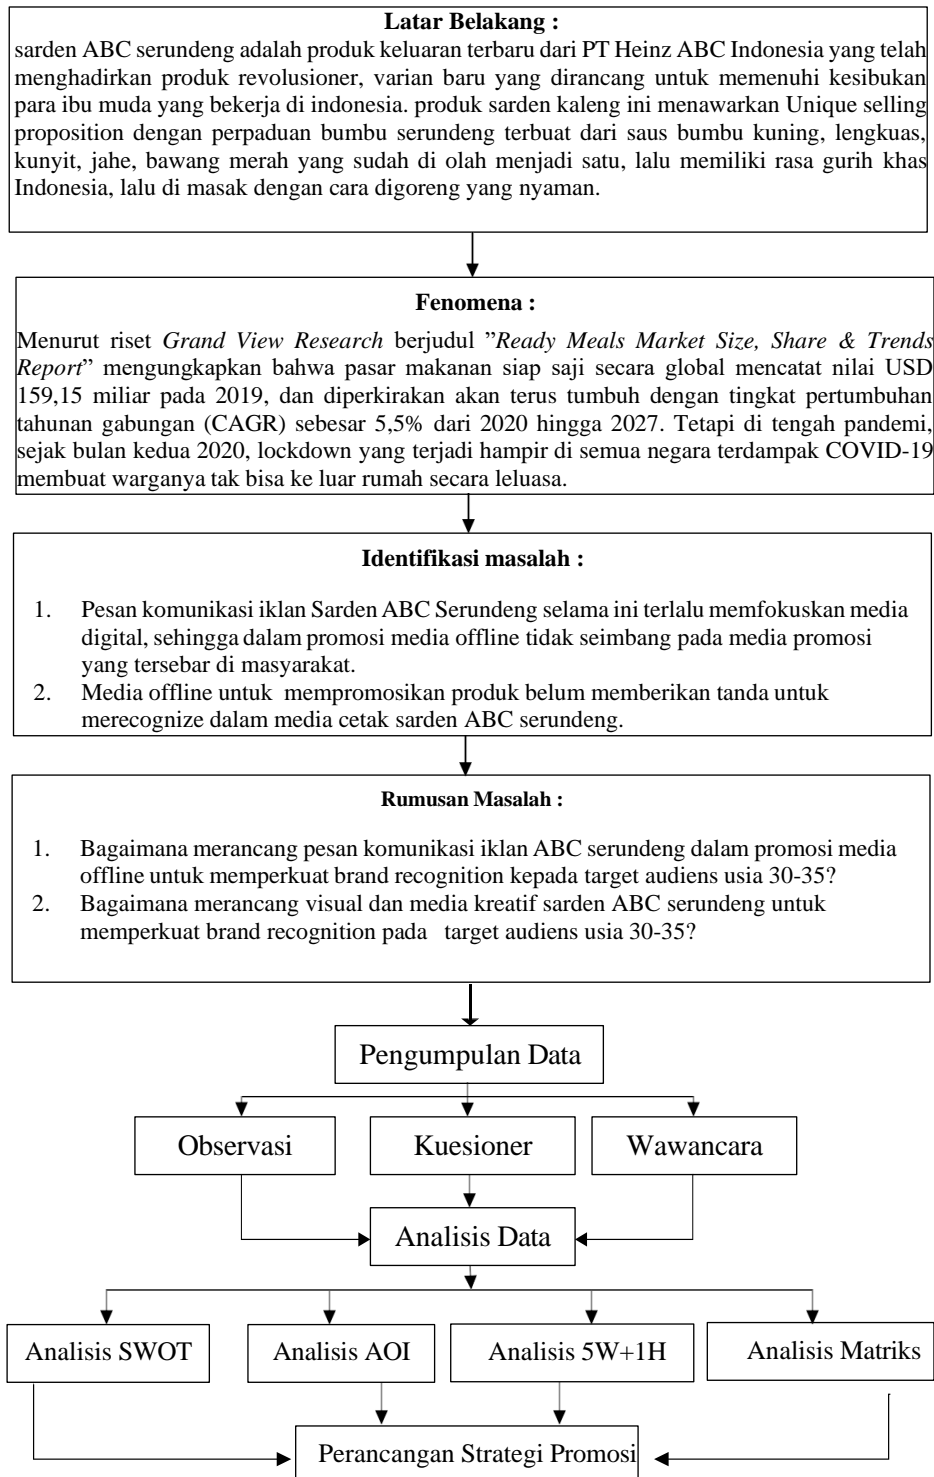 Latar Belakang :
sarden ABC serundeng adalah produk keluaran terbaru dari PT Heinz ABC Indonesia yang telah
menghadirkan produk revolusioner, varian baru yang dirancang untuk memenuhi kesibukan
para ibu muda yang bekerja di indonesia. produk sarden kaleng ini menawarkan Unique selling
proposition dengan perpaduan bumbu serundeng terbuat dari saus bumbu kuning, lengkuas,
kunyit, jahe, bawang merah yang sudah di olah menjadi satu, lalu memiliki rasa gurih khas
Indonesia, lalu di masak dengan cara digoreng yang nyaman.
Fenomena :
Menurut riset Grand View Research berjudul ”Ready Meals Market Size, Share & Trends
Report” mengungkapkan bahwa pasar makanan siap saji secara global mencatat nilai USD
159,15 miliar pada 2019, dan diperkirakan akan terus tumbuh dengan tingkat pertumbuhan
tahunan gabungan (CAGR) sebesar 5,5% dari 2020 hingga 2027. Tetapi di tengah pandemi,
sejak bulan kedua 2020, lockdown yang terjadi hampir di semua negara terdampak COVID-19
membuat warganya tak bisa ke luar rumah secara leluasa.
Identifikasi masalah :
1. Pesan komunikasi iklan Sarden ABC Serundeng selama ini terlalu memfokuskan media
digital, sehingga dalam promosi media offline tidak seimbang pada media promosi
yang tersebar di masyarakat.
2. Media offline untuk mempromosikan produk belum memberikan tanda untuk
merecognize dalam media cetak sarden ABC serundeng.
Rumusan Masalah :
1. Bagaimana merancang pesan komunikasi iklan ABC serundeng dalam promosi media
offline untuk memperkuat brand recognition kepada target audiens usia 30-35?
2. Bagaimana merancang visual dan media kreatif sarden ABC serundeng untuk
memperkuat brand recognition pada target audiens usia 30-35?
Pengumpulan Data
Observasi
Kuesioner
Wawancara
Analisis Data
Analisis SWOT
Analisis AOI
Analisis 5W+1H
Analisis Matriks
Perancangan Strategi Promosi